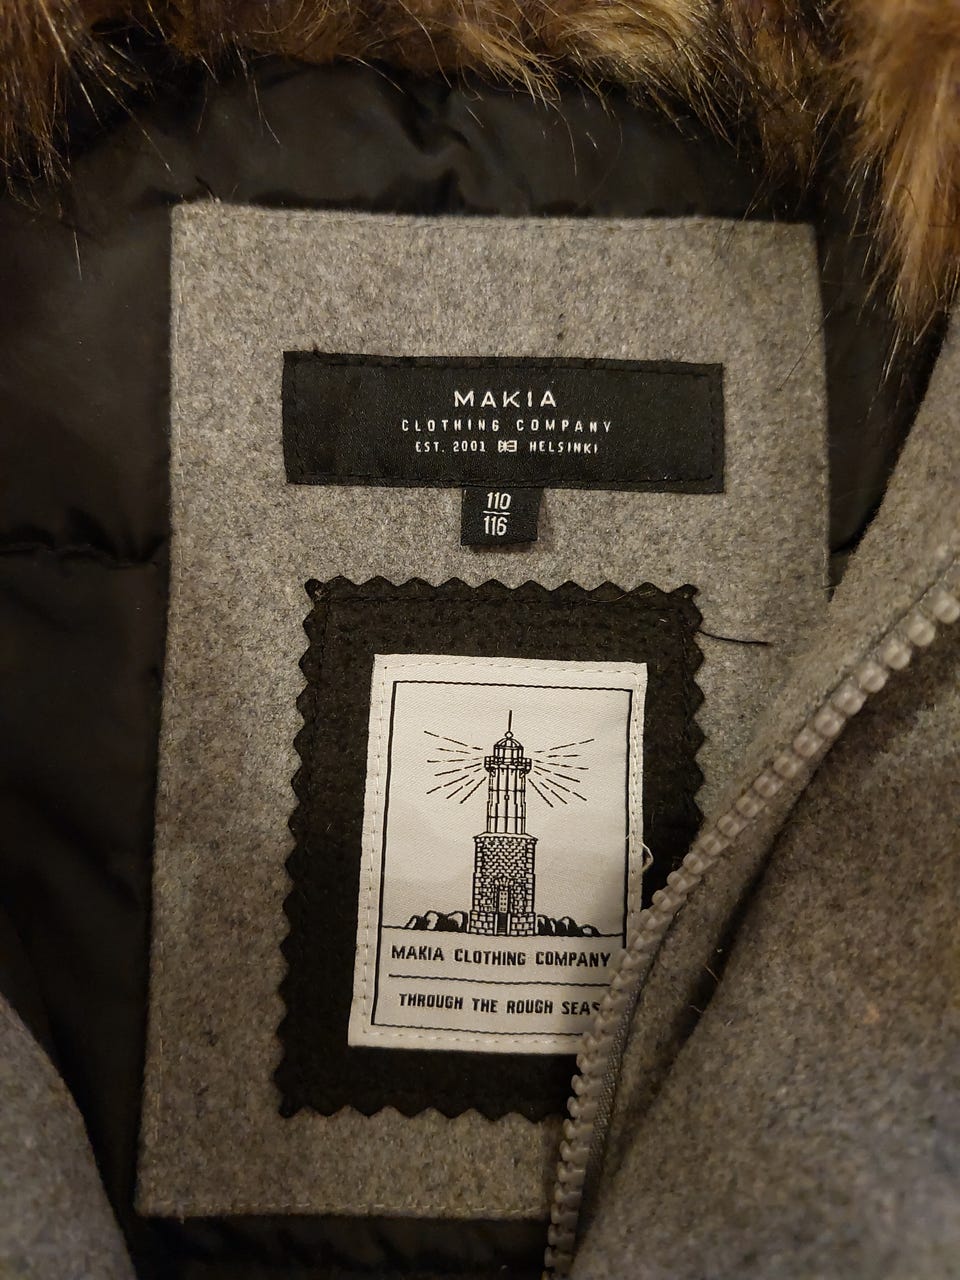 MAKIA
CLOTHING COMPANY
EST. 2001 HELSINKI
110
116
MAKIA CLOTHING COMPANY
THROUGH THE ROUGH SEAS